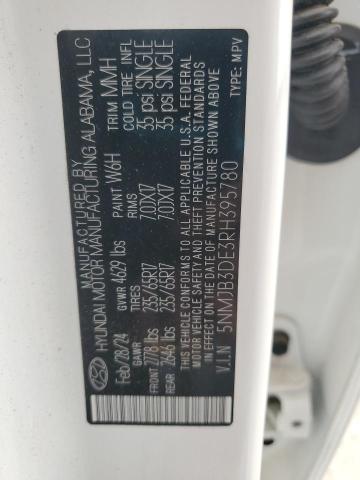 MANUFACTURED BY
HYUNDAI MOTOR MANUFACTURING ALABAMA, LLC
Feb/28/24 GVWR 4629 lbs PAINT W6H TRIM MMH
GAWR TIRES RIMS COLD TIRE INFL
FRONT 2778 lbs 235/65R17 7.0JX17 35 psi SINGLE
REAR 2646 lbs 235/65R17 7.0JX17 35 psi SINGLE
THIS VEHICLE CONFORMS TO ALL APPLICABLE U.S.A. FEDERAL
MOTOR VEHICLE SAFETY AND THEFT PREVENTION STANDARDS
IN EFFECT ON THE DATE OF MANUFACTURE SHOWN ABOVE.
V.I.N 5NMJB3DE3RH395780 TYPE: MPV